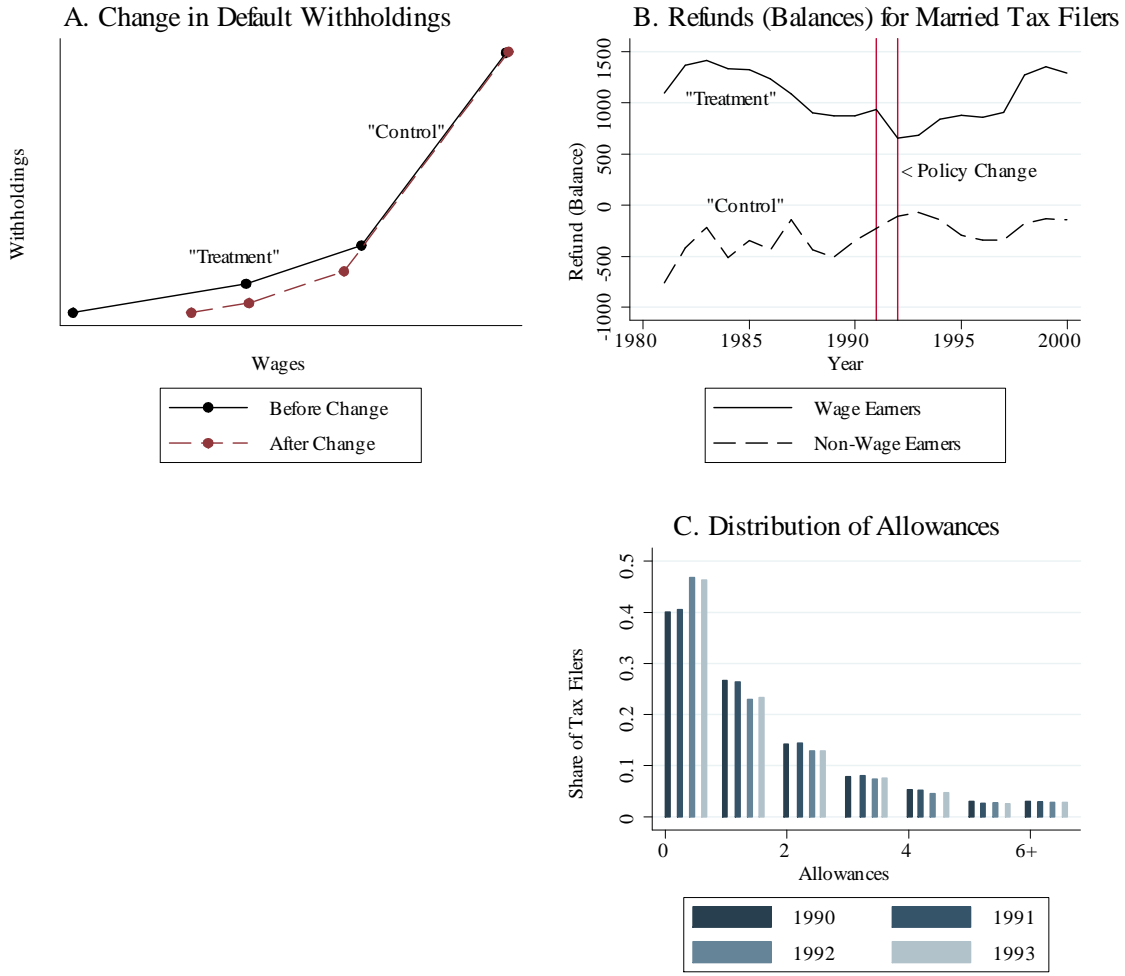 A. Change in Default Withholdings
Withholdings
"Control"
"Treatment"
Wages
Before Change
After Change
B. Refunds (Balances) for Married Tax Filers
Refund (Balance)
1500
1000
500
0
-500
-1000
"Treatment"
< Policy Change
"Control"
1980 1985 1990 1995 2000
Year
Wage Earners
Non-Wage Earners
C. Distribution of Allowances
Share of Tax Filers
0.5
0.4
0.3
0.2
0.1
0
0 2 4 6+
Allowances
1990 1991
1992 1993